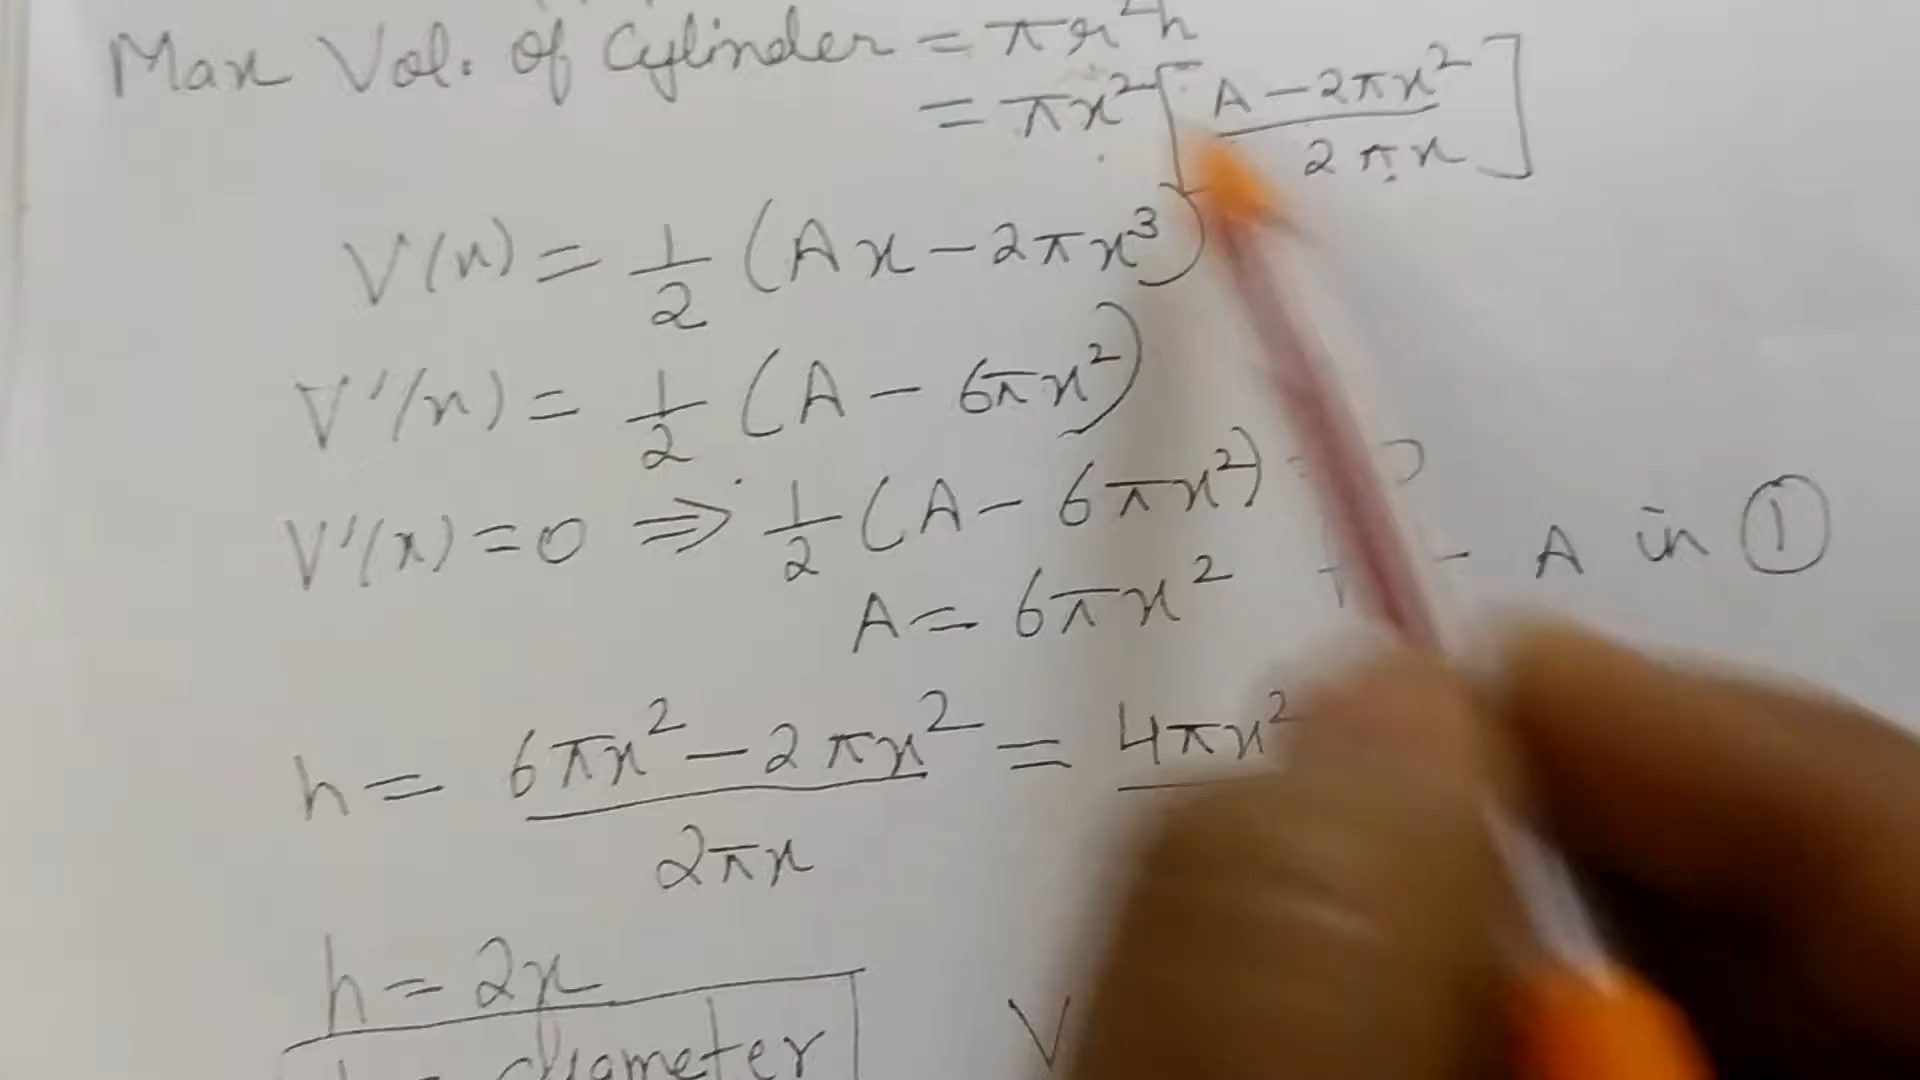 Max Vol. of Cylinder = πr²h
= πx² [ (A − 2πx²) / 2πx ]
V(x) = 1/2 (Ax − 2πx³)
V'(x) = 1/2 (A − 6πx²)
V'(x) = 0 ⇒ 1/2 (A − 6πx²)
A = 6πx² A in ①
h = (6πx² − 2πx²) / 2πx = 4πx²
h = 2x
diameter V